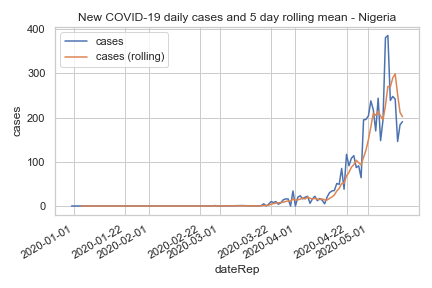 New COVID-19 daily cases and 5 day rolling mean - Nigeria
cases
cases (rolling)
400
300
200
100
0
cases
2020-01-01
2020-01-22
2020-02-01
2020-02-22
2020-03-01
2020-03-22
2020-04-01
2020-04-22
2020-05-01
dateRep